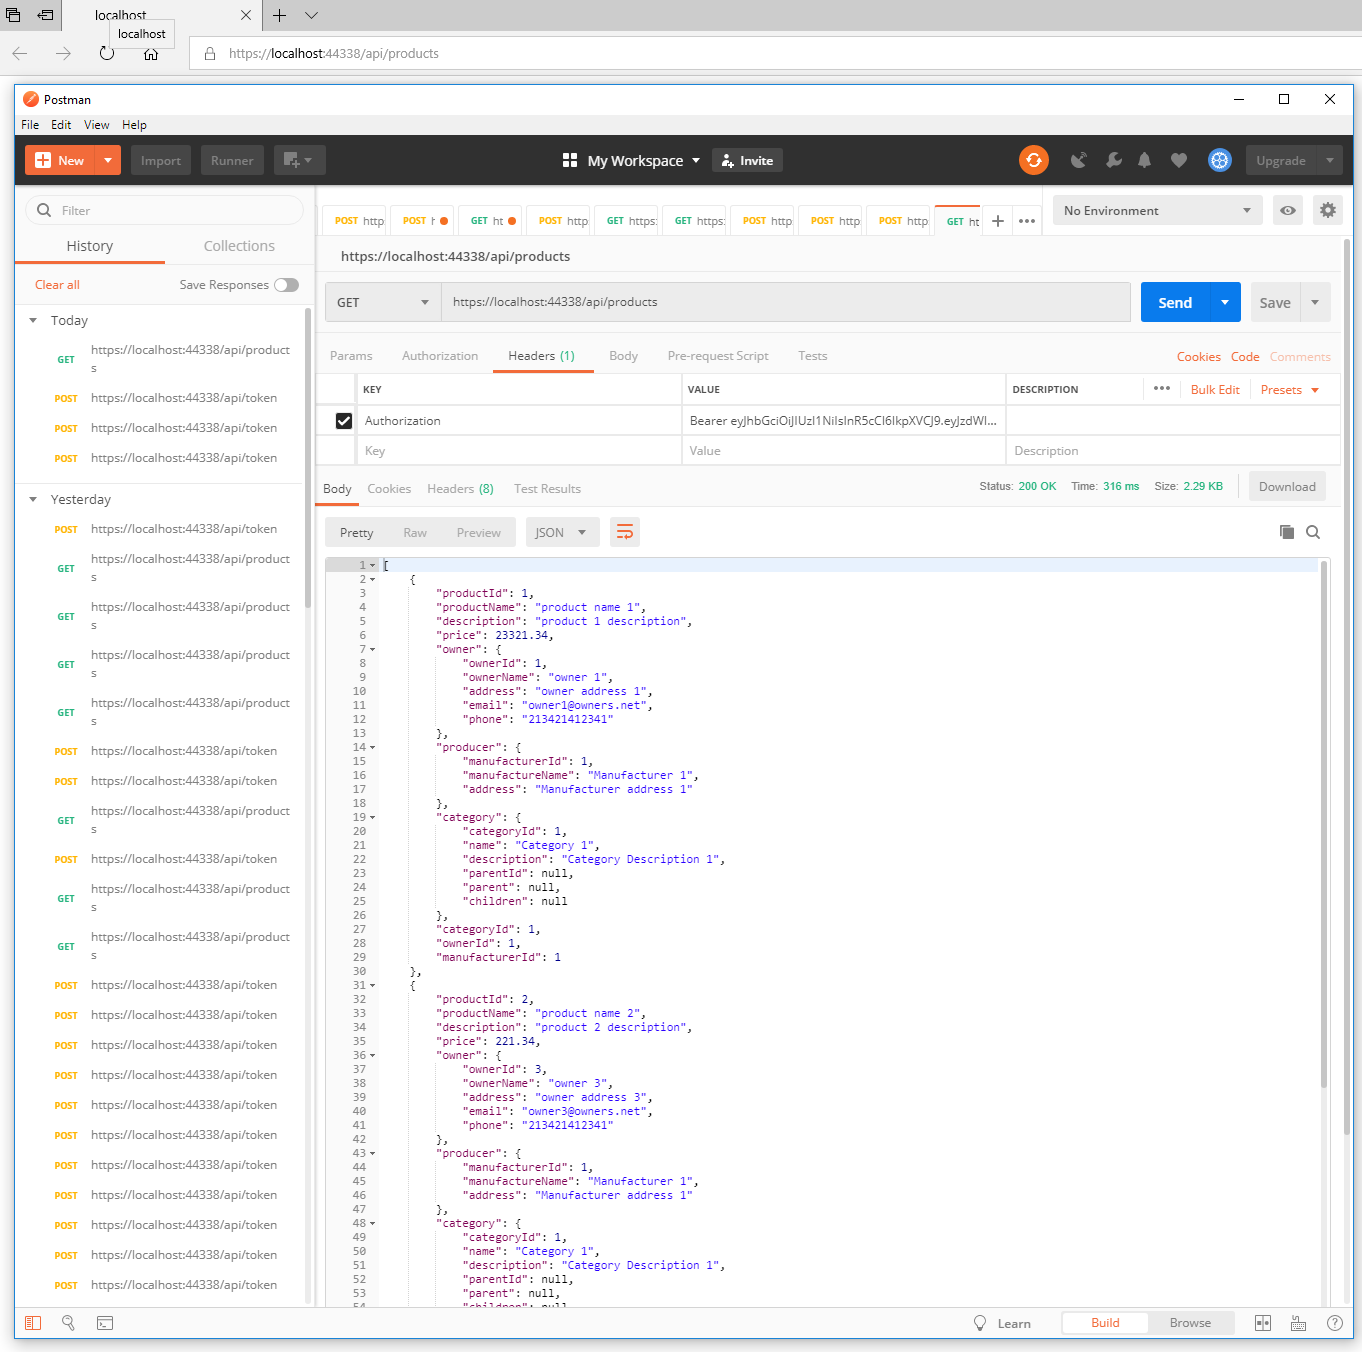 localhost
localhost
https://localhost:44338/api/products
Postman
File Edit View Help
New Import Runner My Workspace Invite Upgrade
Filter
History Collections
Clear all Save Responses
Today
GET https://localhost:44338/api/products
POST https://localhost:44338/api/token
POST https://localhost:44338/api/token
POST https://localhost:44338/api/token
Yesterday
POST https://localhost:44338/api/token
GET https://localhost:44338/api/products
GET https://localhost:44338/api/products
GET https://localhost:44338/api/products
GET https://localhost:44338/api/products
POST https://localhost:44338/api/token
POST https://localhost:44338/api/token
GET https://localhost:44338/api/products
POST https://localhost:44338/api/token
GET https://localhost:44338/api/products
GET https://localhost:44338/api/products
POST https://localhost:44338/api/token
POST https://localhost:44338/api/token
POST https://localhost:44338/api/token
POST https://localhost:44338/api/token
POST https://localhost:44338/api/token
POST https://localhost:44338/api/token
POST https://localhost:44338/api/token
POST https://localhost:44338/api/token
POST https://localhost:44338/api/token
POST https://localhost:44338/api/token
POST https://localhost:44338/api/token
POST http POST h GET ht POST http GET https: GET https: POST http POST http POST http GET ht
No Environment
https://localhost:44338/api/products
GET https://localhost:44338/api/products Send Save
Params Authorization Headers (1) Body Pre-request Script Tests Cookies Code Comments
KEY VALUE DESCRIPTION ••• Bulk Edit Presets
Authorization Bearer eyJhbGciOiJIUzI1NiIsInR5cCI6IkpXVCJ9.eyJzdWI...
Key Value Description
Body Cookies Headers (8) Test Results Status: 200 OK Time: 316 ms Size: 2.29 KB Download
Pretty Raw Preview JSON
1 [
2 {
3 "productId": 1,
4 "productName": "product name 1",
5 "description": "product 1 description",
6 "price": 23321.34,
7 "owner": {
8 "ownerId": 1,
9 "ownerName": "owner 1",
10 "address": "owner address 1",
11 "email": "owner1@owners.net",
12 "phone": "213421412341"
13 },
14 "producer": {
15 "manufacturerId": 1,
16 "manufactureName": "Manufacturer 1",
17 "address": "Manufacturer address 1"
18 },
19 "category": {
20 "categoryId": 1,
21 "name": "Category 1",
22 "description": "Category Description 1",
23 "parentId": null,
24 "parent": null,
25 "children": null
26 },
27 "categoryId": 1,
28 "ownerId": 1,
29 "manufacturerId": 1
30 },
31 {
32 "productId": 2,
33 "productName": "product name 2",
34 "description": "product 2 description",
35 "price": 221.34,
36 "owner": {
37 "ownerId": 3,
38 "ownerName": "owner 3",
39 "address": "owner address 3",
40 "email": "owner3@owners.net",
41 "phone": "213421412341"
42 },
43 "producer": {
44 "manufacturerId": 1,
45 "manufactureName": "Manufacturer 1",
46 "address": "Manufacturer address 1"
47 },
48 "category": {
49 "categoryId": 1,
50 "name": "Category 1",
51 "description": "Category Description 1",
52 "parentId": null,
53 "parent": null,
54 "children": null
Learn Build Browse